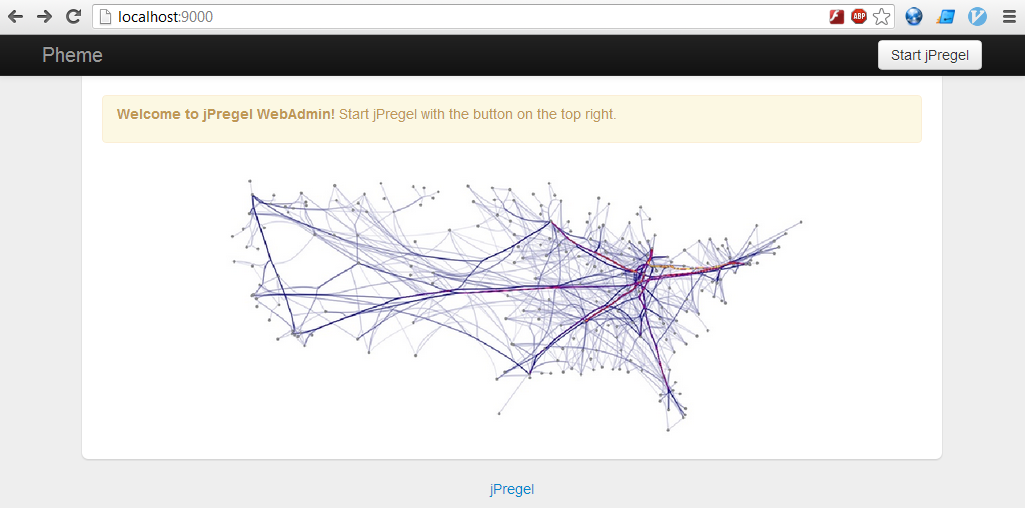 localhost:9000
ABP
Pheme
Start jPregel
Welcome to jPregel WebAdmin! Start jPregel with the button on the top right.
jPregel